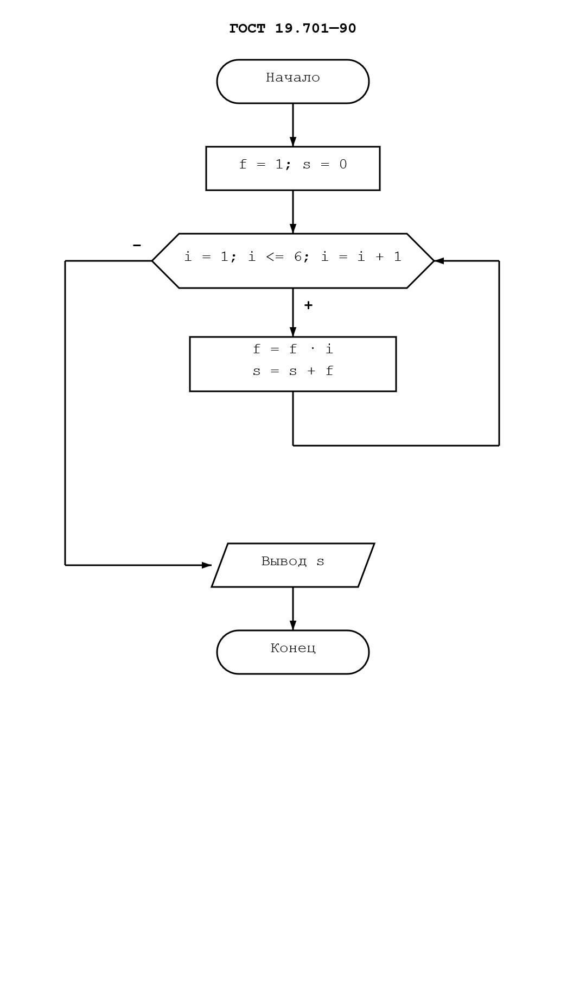 ГОСТ 19.701—90
Начало
f = 1; s = 0
–
i = 1; i <= 6; i = i + 1
+
f = f · i
s = s + f
Вывод s
Конец